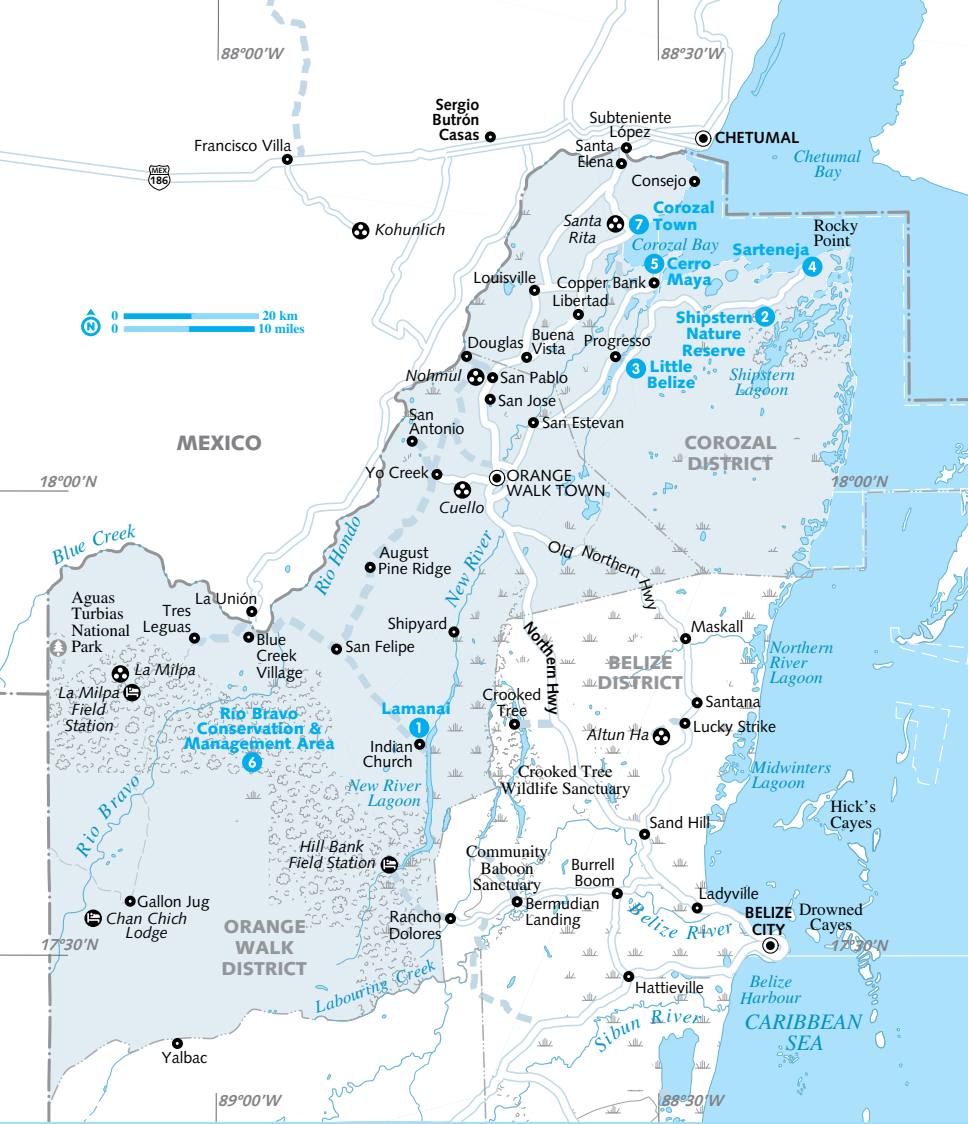 88°00'W
88°30'W
Sergio
Butrón
Casas
Subteniente
López
CHETUMAL
Francisco Villa
Santa
Elena
Chetumal
Bay
MEX
186
Consejo
Kohunlich
Santa
Rita
7
Corozal
Town
Rocky
Point
Corozal Bay
Sarteneja
4
5
Cerro
Maya
Louisville
Copper Bank
Libertad
0
20 km
N
0
10 miles
Shipstern
Nature
Reserve
2
Douglas
Buena
Vista
Progresso
3
Little
Belize
Shipstern
Lagoon
Nohmul
San Pablo
San Jose
San
Antonio
San Estevan
MEXICO
COROZAL
DISTRICT
Yo Creek
ORANGE
WALK TOWN
18°00'N
18°00'N
Cuello
Blue Creek
Rio Hondo
August
Pine Ridge
New River
Old Northern Hwy
Aguas
Turbias
National
Park
La Unión
Tres
Leguas
Blue
Creek
Village
Shipyard
San Felipe
Northern Hwy
Maskall
Northern
River
Lagoon
BELIZE
DISTRICT
La Milpa
La Milpa
Field
Station
Crooked
Tree
Santana
Lucky Strike
Altun Ha
Río Bravo
Conservation &
Management Area
6
Lamanai
1
Indian
Church
New River
Lagoon
Crooked Tree
Wildlife Sanctuary
Midwinters
Lagoon
Rio Bravo
Hick's
Cayes
Sand Hill
Hill Bank
Field Station
Community
Baboon
Sanctuary
Burrell
Boom
Ladyville
Gallon Jug
Chan Chich
Lodge
Bermudian
Landing
Rancho
Dolores
Belize River
BELIZE
CITY
Drowned
Cayes
17°30'N
17°30'N
ORANGE
WALK
DISTRICT
Labouring Creek
Hattieville
Belize
Harbour
Sibun River
CARIBBEAN
SEA
Yalbac
89°00'W
88°30'W